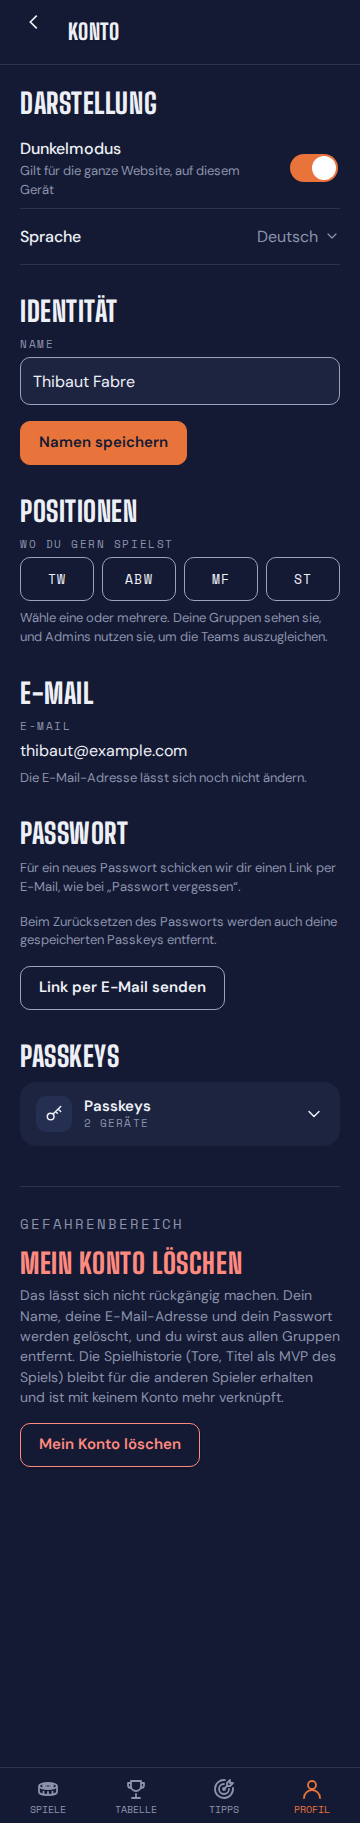 KONTO
DARSTELLUNG
Dunkelmodus
Gilt für die ganze Website, auf diesem
Gerät
Sprache
Deutsch
IDENTITÄT
NAME
Thibaut Fabre
Namen speichern
POSITIONEN
WO DU GERN SPIELST
TW
ABW
MF
ST
Wähle eine oder mehrere. Deine Gruppen sehen sie,
und Admins nutzen sie, um die Teams auszugleichen.
E-MAIL
E-MAIL
thibaut@example.com
Die E-Mail-Adresse lässt sich noch nicht ändern.
PASSWORT
Für ein neues Passwort schicken wir dir einen Link per
E-Mail, wie bei „Passwort vergessen“.
Beim Zurücksetzen des Passworts werden auch deine
gespeicherten Passkeys entfernt.
Link per E-Mail senden
PASSKEYS
Passkeys
2 GERÄTE
GEFAHRENBEREICH
MEIN KONTO LÖSCHEN
Das lässt sich nicht rückgängig machen. Dein
Name, deine E-Mail-Adresse und dein Passwort
werden gelöscht, und du wirst aus allen Gruppen
entfernt. Die Spielhistorie (Tore, Titel als MVP des
Spiels) bleibt für die anderen Spieler erhalten
und ist mit keinem Konto mehr verknüpft.
Mein Konto löschen
SPIELE
TABELLE
TIPPS
PROFIL